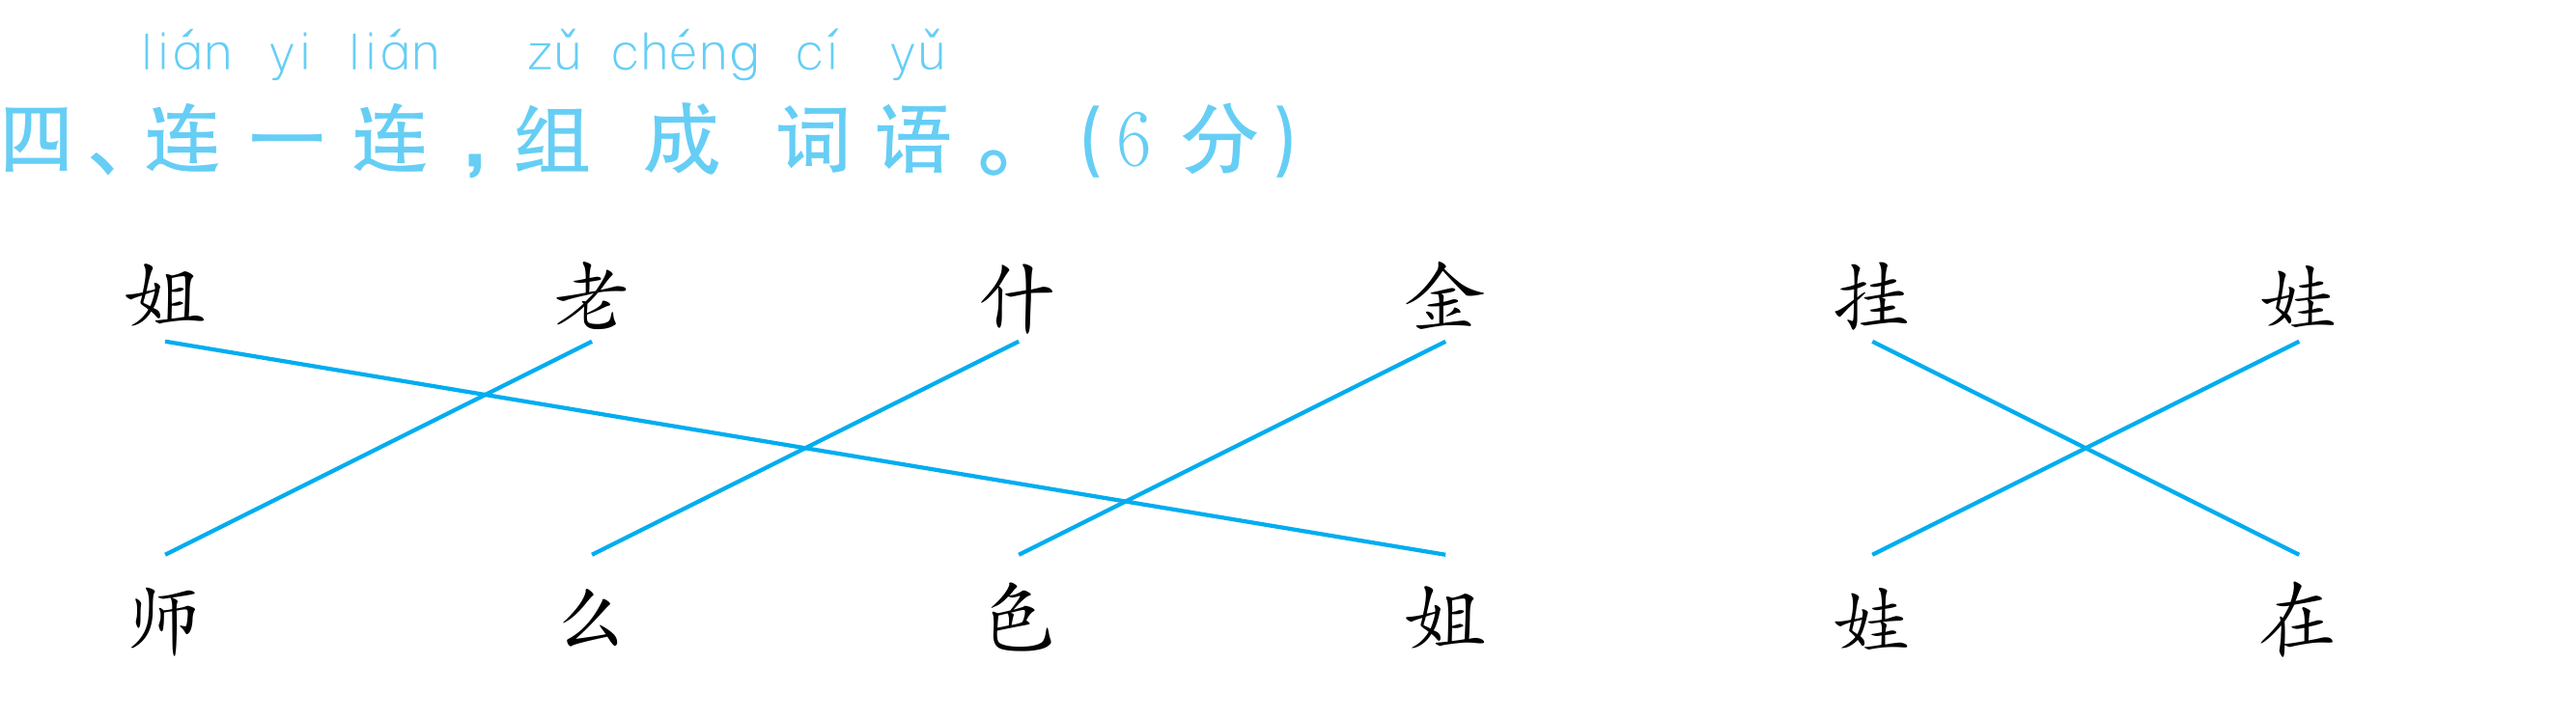 lián yi lián zǔ chéng cí yǔ
四、连一连,组成词语。(6分)
姐 老 什 金 挂 娃
师 么 色 姐 娃 在